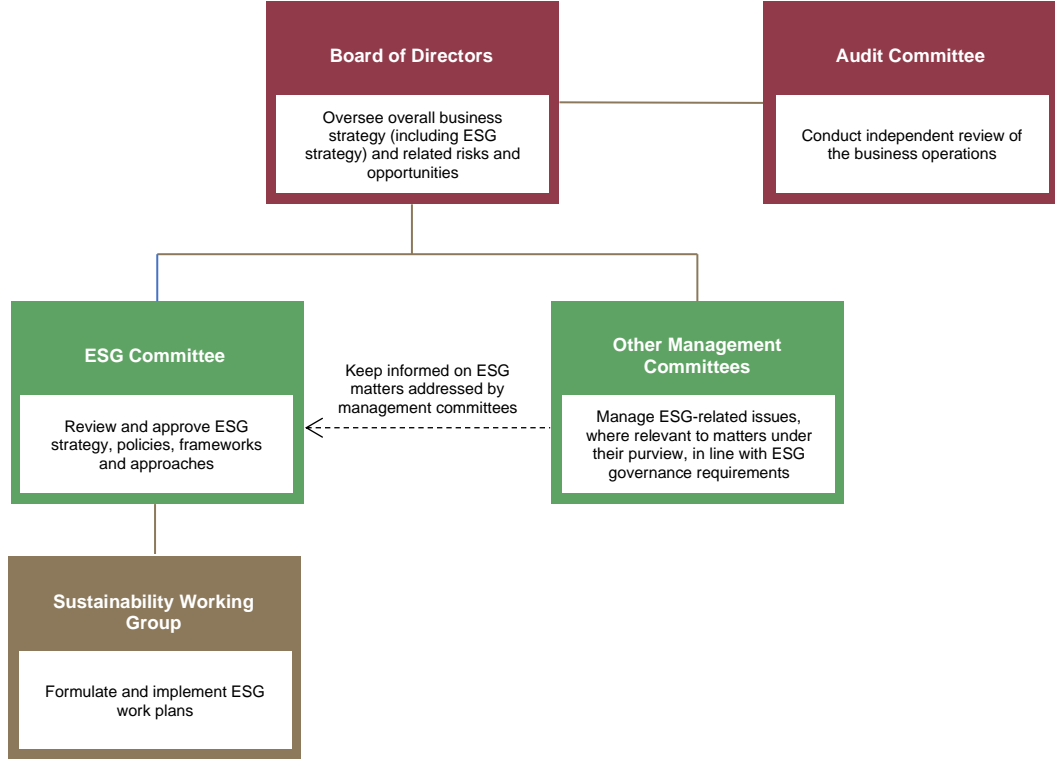 Board of Directors
Oversee overall business
strategy (including ESG
strategy) and related risks and
opportunities
Audit Committee
Conduct independent review of
the business operations
ESG Committee
Review and approve ESG
strategy, policies, frameworks
and approaches
Keep informed on ESG
matters addressed by
management committees
Other Management
Committees
Manage ESG-related issues,
where relevant to matters under
their purview, in line with ESG
governance requirements
Sustainability Working
Group
Formulate and implement ESG
work plans